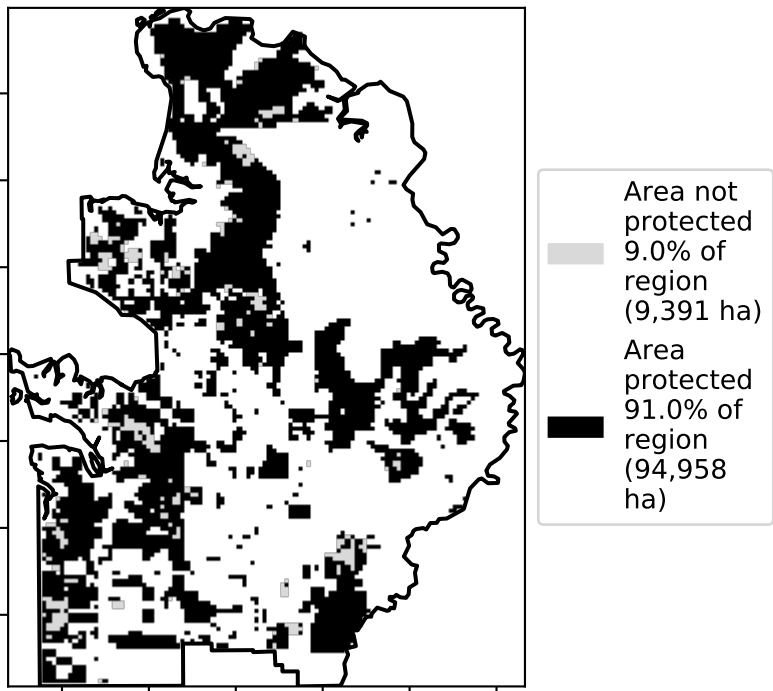 Area not
protected
9.0% of
region
(9,391 ha)
Area
protected
91.0% of
region
(94,958
ha)